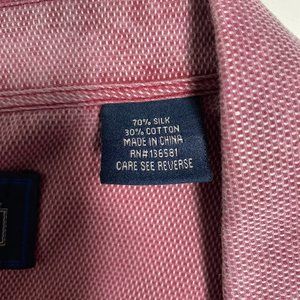 70% SILK
30% COTTON
MADE IN CHINA
RN#136581
CARE SEE REVERSE